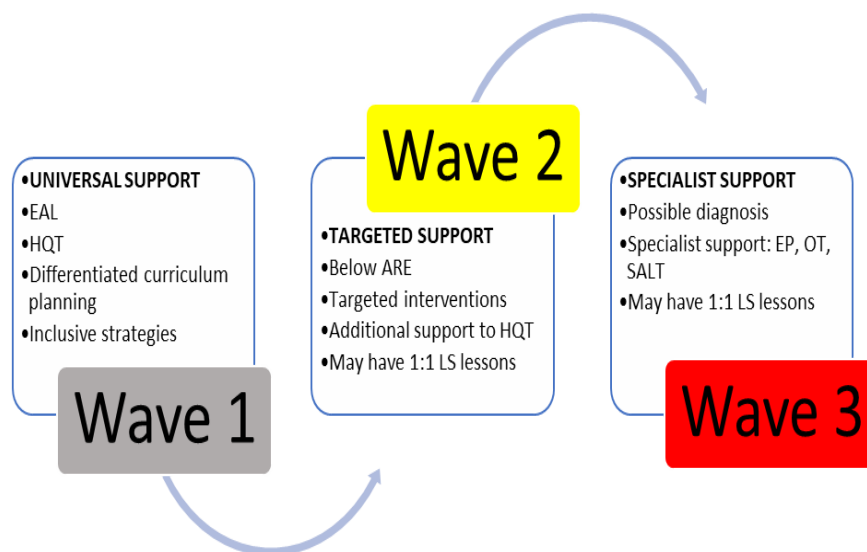 •UNIVERSAL SUPPORT
•EAL
•HQT
•Differentiated curriculum
planning
•Inclusive strategies
Wave 1
Wave 2
•TARGETED SUPPORT
•Below ARE
•Targeted interventions
•Additional support to HQT
•May have 1:1 LS lessons
•SPECIALIST SUPPORT
•Possible diagnosis
•Specialist support: EP, OT,
SALT
•May have 1:1 LS lessons
Wave 3